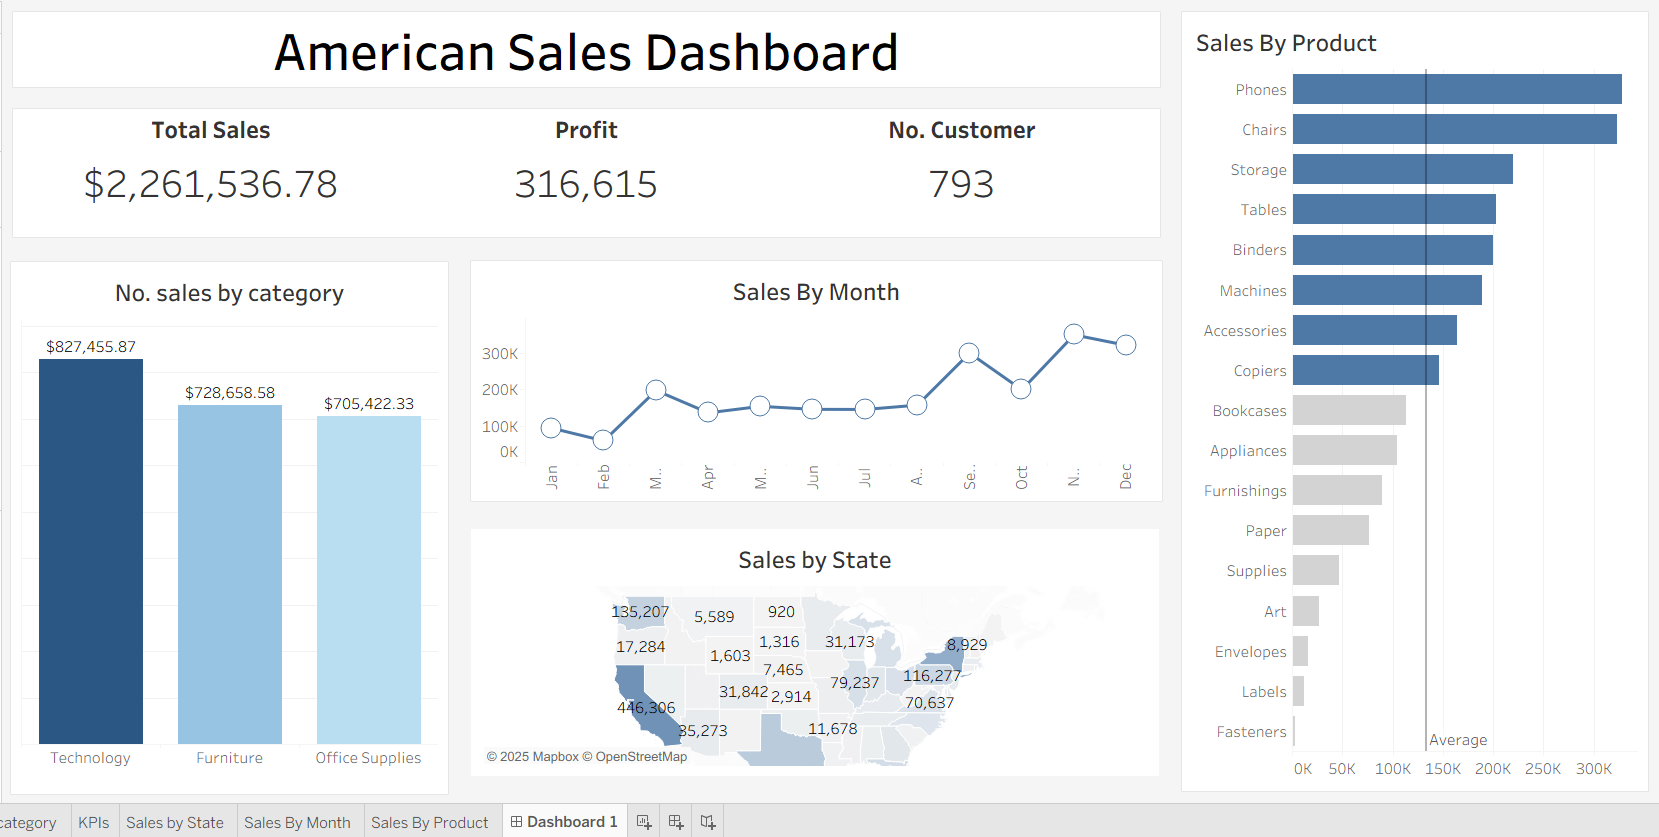 American Sales Dashboard
Total Sales
$2,261,536.78
Profit
316,615
No. Customer
793
No. sales by category
$827,455.87
$728,658.58
$705,422.33
Technology
Furniture
Office Supplies
Sales By Month
300K
200K
100K
0K
Jan
Feb
M..
Apr
M..
Jun
Jul
A..
Se..
Oct
N..
Dec
Sales by State
135,207
5,589
920
17,284
1,603
1,316
31,173
8,929
7,465
116,277
446,306
31,842
2,914
79,237
70,637
35,273
11,678
© 2025 Mapbox © OpenStreetMap
Sales By Product
Phones
Chairs
Storage
Tables
Binders
Machines
Accessories
Copiers
Bookcases
Appliances
Furnishings
Paper
Supplies
Art
Envelopes
Labels
Fasteners
Average
0K 50K 100K 150K 200K 250K 300K
category KPIs Sales by State Sales By Month Sales By Product Dashboard 1